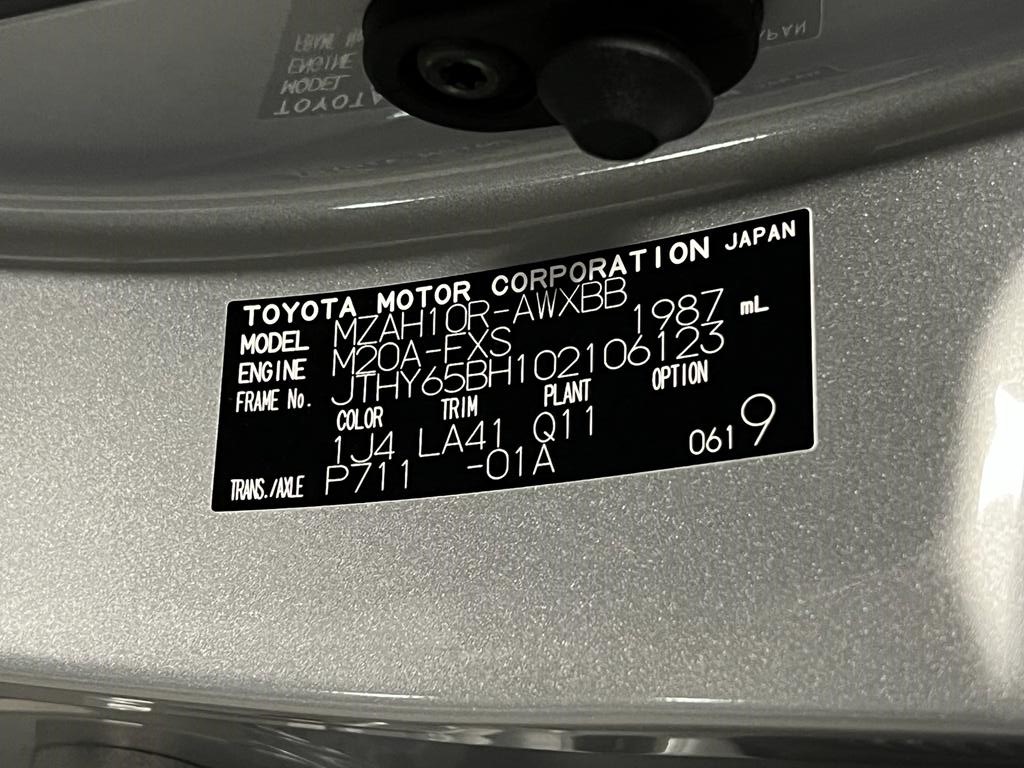 TOYOTA MOTOR CORPORATION JAPAN
MODEL MZAH10R-AWXBB
ENGINE M20A-FXS 1987 mL
FRAME No. JTHY65BH102106123
COLOR TRIM PLANT OPTION
1J4 LA41 Q11
TRANS./AXLE P711 -01A 0619